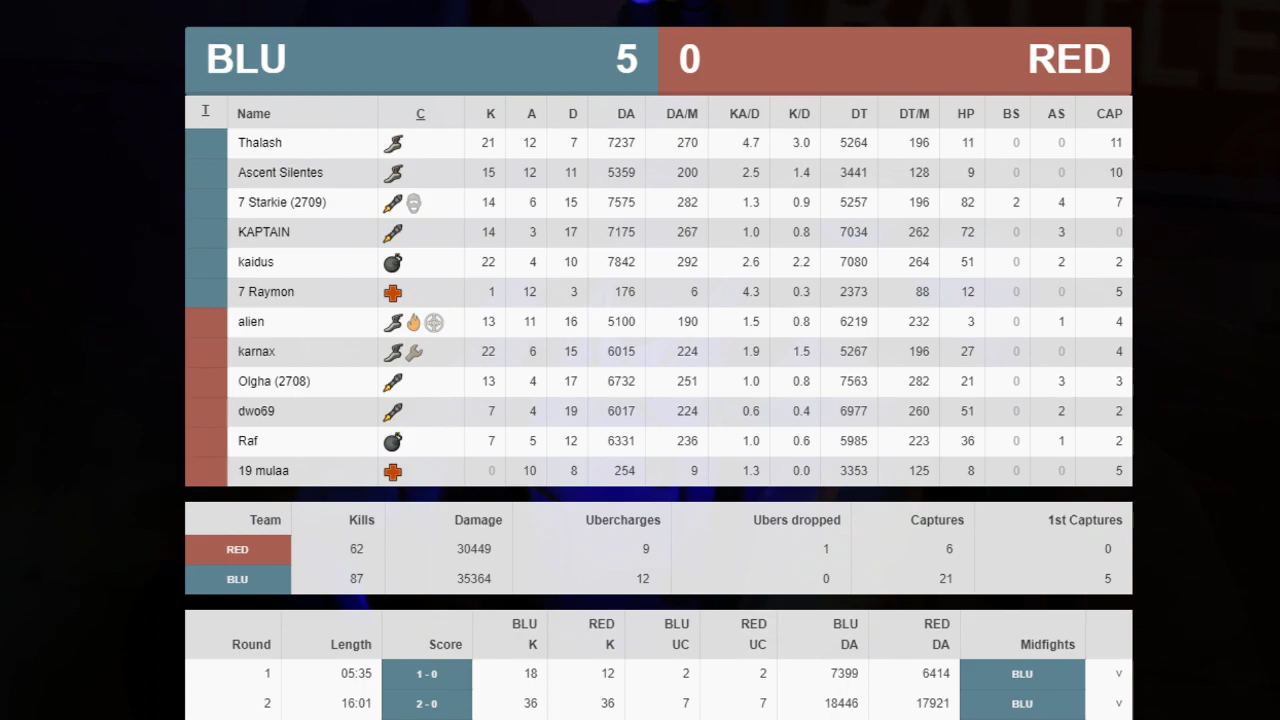 BLU 5 0 RED
T Name C K A D DA DA/M KA/D K/D DT DT/M HP BS AS CAP
Thalash 21 12 7 7237 270 4.7 3.0 5264 196 11 0 0 11
Ascent Silentes 15 12 11 5359 200 2.5 1.4 3441 128 9 0 0 10
7 Starkie (2709) 14 6 15 7575 282 1.3 0.9 5257 196 82 2 4 7
KAPTAIN 14 3 17 7175 267 1.0 0.8 7034 262 72 0 3 0
kaidus 22 4 10 7842 292 2.6 2.2 7080 264 51 0 2 2
7 Raymon 1 12 3 176 6 4.3 0.3 2373 88 12 0 0 5
alien 13 11 16 5100 190 1.5 0.8 6219 232 3 0 1 4
karnax 22 6 15 6015 224 1.9 1.5 5267 196 27 0 0 4
Olgha (2708) 13 4 17 6732 251 1.0 0.8 7563 282 21 0 3 3
dwo69 7 4 19 6017 224 0.6 0.4 6977 260 51 0 2 2
Raf 7 5 12 6331 236 1.0 0.6 5985 223 36 0 1 2
19 mulaa 0 10 8 254 9 1.3 0.0 3353 125 8 0 0 5
Team Kills Damage Ubercharges Ubers dropped Captures 1st Captures
RED 62 30449 9 1 6 0
BLU 87 35364 12 0 21 5
BLU RED BLU RED BLU RED
Round Length Score K K UC UC DA DA Midfights
1 05:35 1 - 0 18 12 2 2 7399 6414 BLU v
2 16:01 2 - 0 36 36 7 7 18446 17921 BLU v